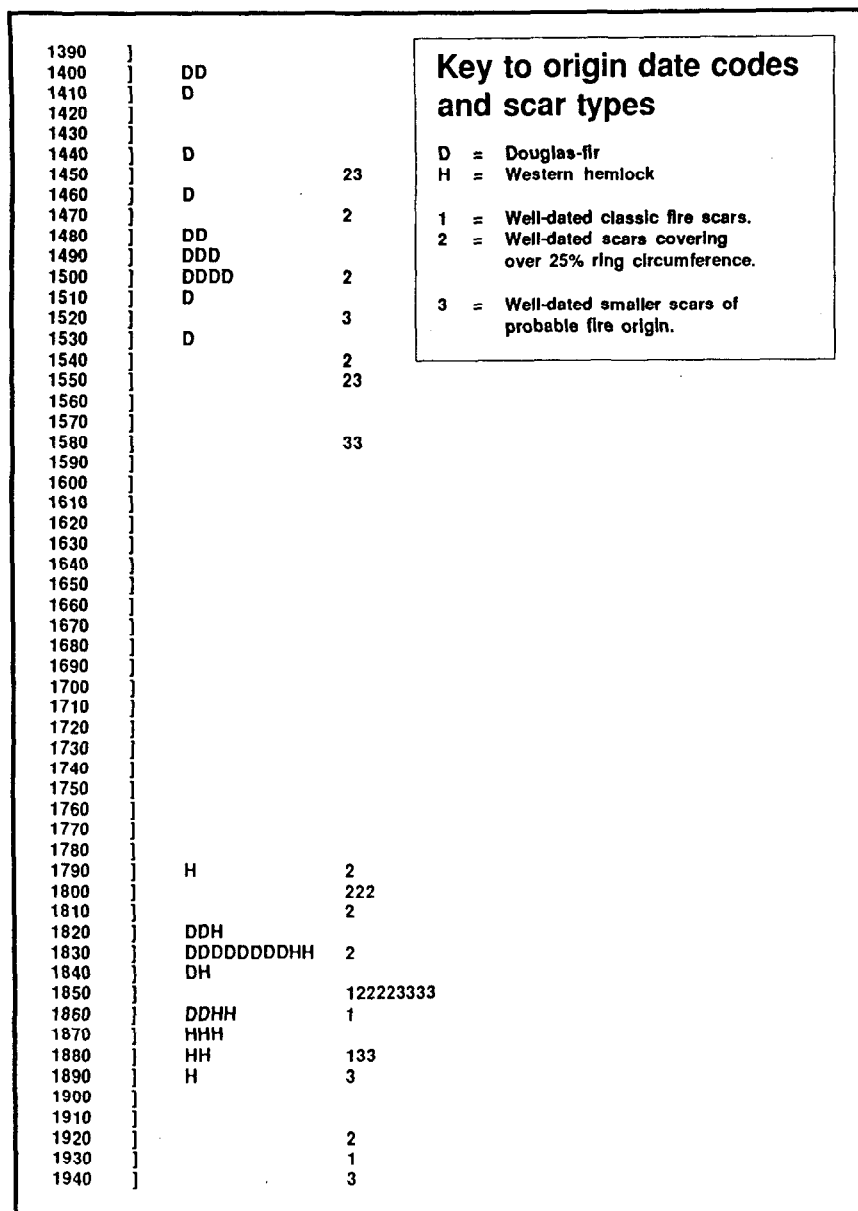 1390 ]
1400 ] DD
1410 ] D
1420 ]
1430 ]
1440 ] D
1450 ] 23
1460 ] D
1470 ] 2
1480 ] DD
1490 ] DDD
1500 ] DDDD 2
1510 ] D
1520 ] 3
1530 ] D
1540 ] 2
1550 ] 23
1560 ]
1570 ]
1580 ] 33
1590 ]
1600 ]
1610 ]
1620 ]
1630 ]
1640 ]
1650 ]
1660 ]
1670 ]
1680 ]
1690 ]
1700 ]
1710 ]
1720 ]
1730 ]
1740 ]
1750 ]
1760 ]
1770 ]
1780 ]
1790 ] H 2
1800 ] 222
1810 ] 2
1820 ] DDH
1830 ] DDDDDDDDHH 2
1840 ] DH
1850 ] 122223333
1860 ] DDHH 1
1870 ] HHH
1880 ] HH 133
1890 ] H 3
1900 ]
1910 ]
1920 ] 2
1930 ] 1
1940 ] 3
Key to origin date codes
and scar types
D = Douglas-fir
H = Western hemlock
1 = Well-dated classic fire scars.
2 = Well-dated scars covering
over 25% ring circumference.
3 = Well-dated smaller scars of
probable fire origin.